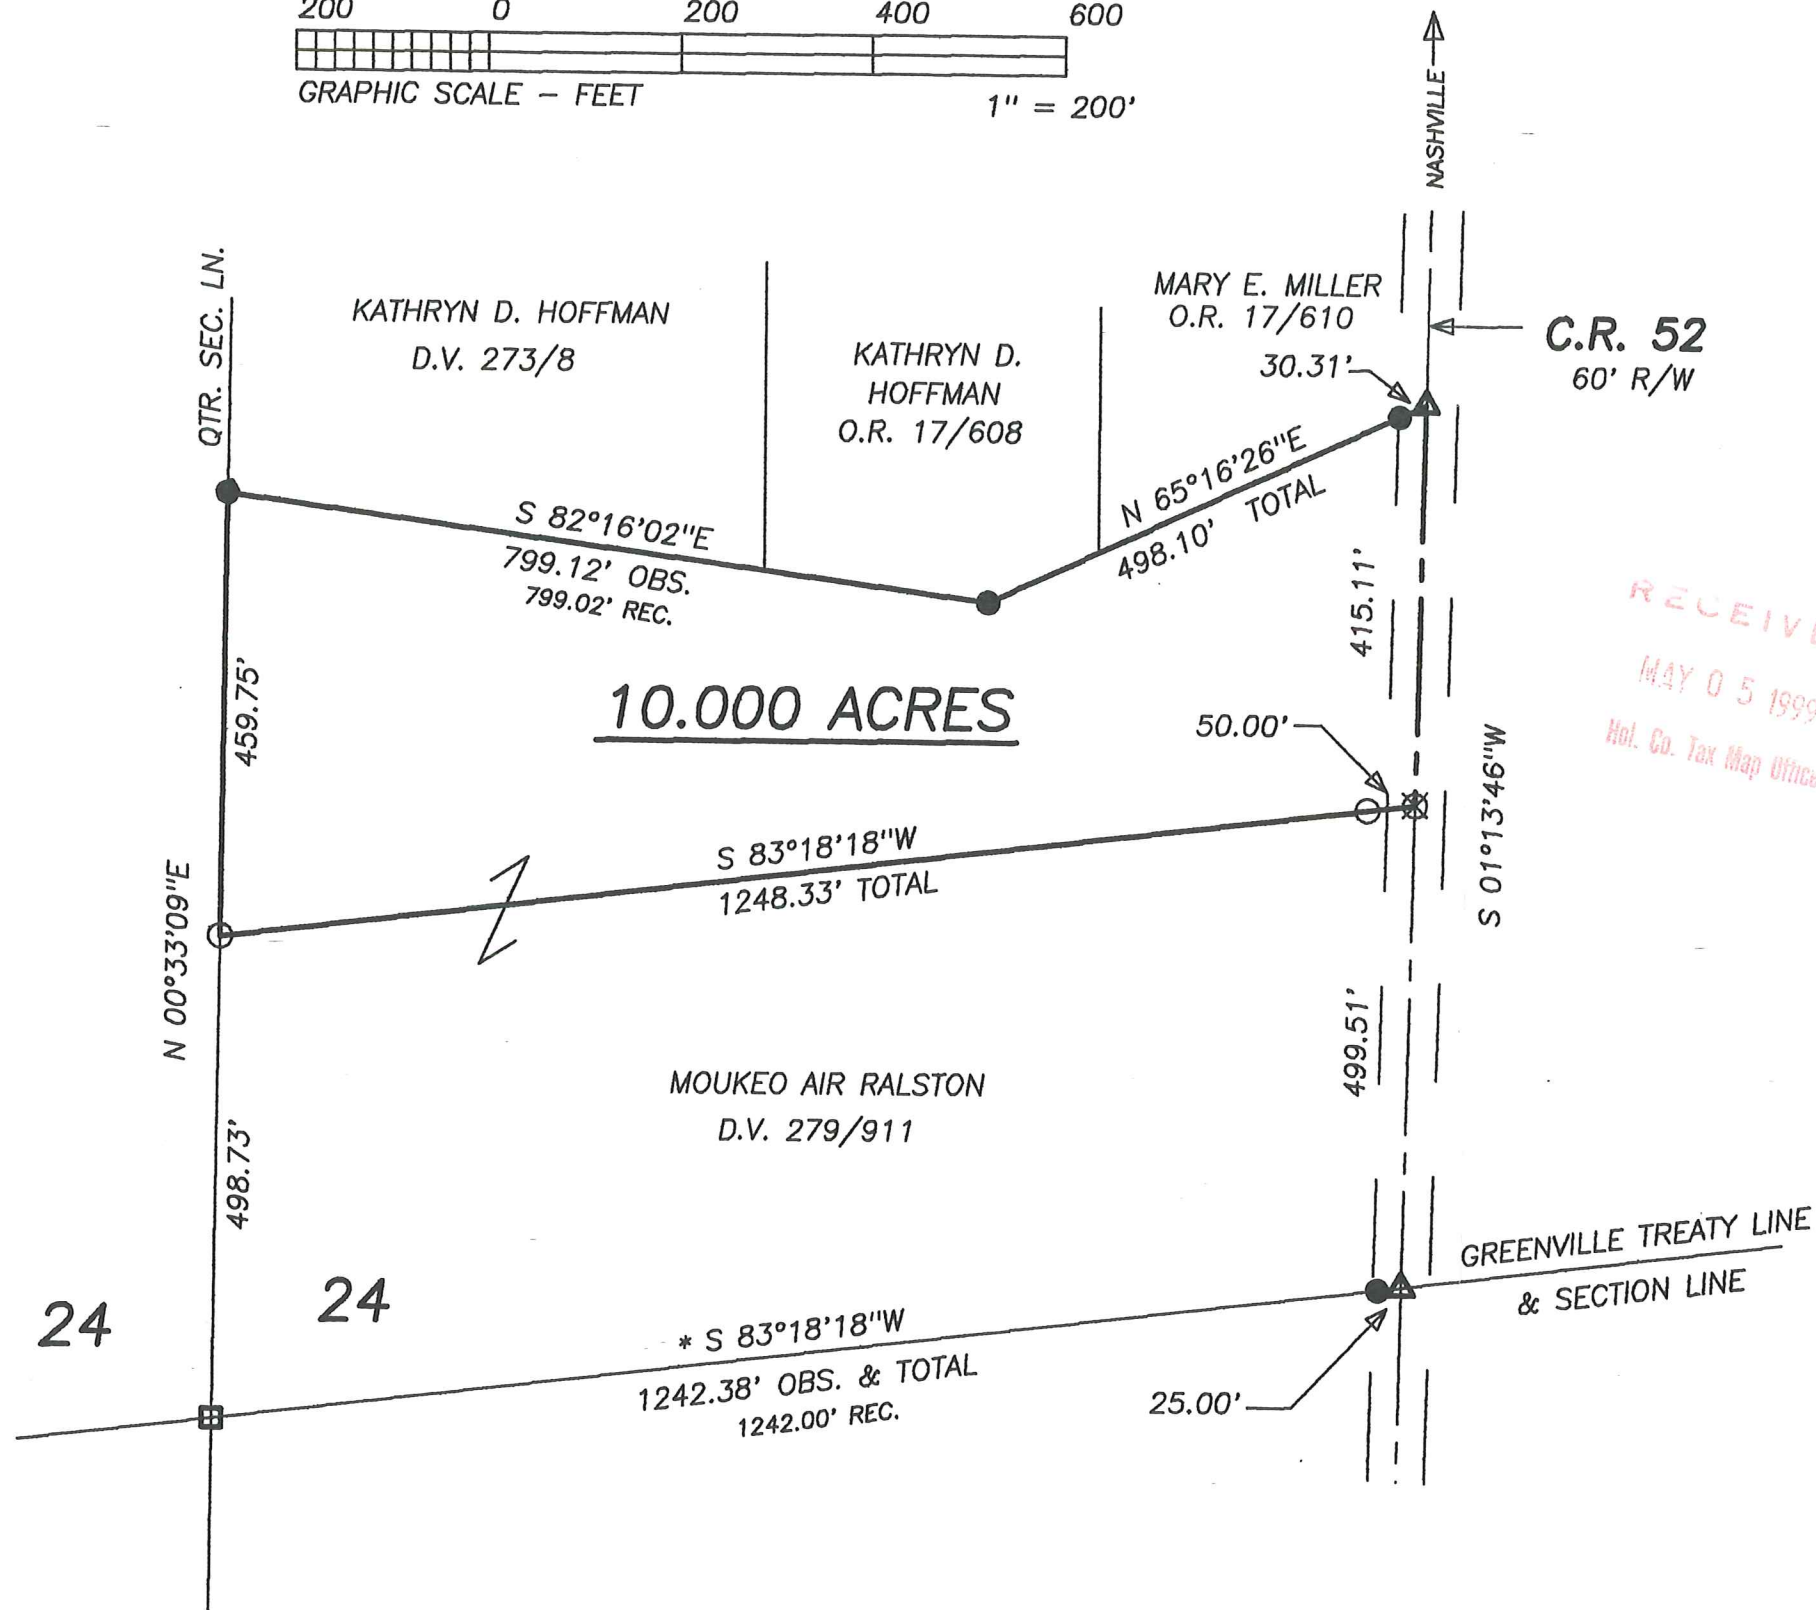 200 0 200 400 600
GRAPHIC SCALE – FEET
1" = 200'
NASHVILLE
QTR. SEC. LN.
KATHRYN D. HOFFMAN
D.V. 273/8
KATHRYN D.
HOFFMAN
O.R. 17/608
MARY E. MILLER
O.R. 17/610
30.31'
C.R. 52
60' R/W
S 82°16'02"E
799.12' OBS.
799.02' REC.
N 65°16'26"E
498.10' TOTAL
415.11'
459.75'
10.000 ACRES
50.00'
S 01°13'46"W
RECEIVE
MAY 05 1999
Hol. Co. Tax Map Office
S 83°18'18"W
1248.33' TOTAL
N 00°33'09"E
499.51'
MOUKEO AIR RALSTON
D.V. 279/911
498.73'
GREENVILLE TREATY LINE
& SECTION LINE
24
24
* S 83°18'18"W
1242.38' OBS. & TOTAL
1242.00' REC.
25.00'